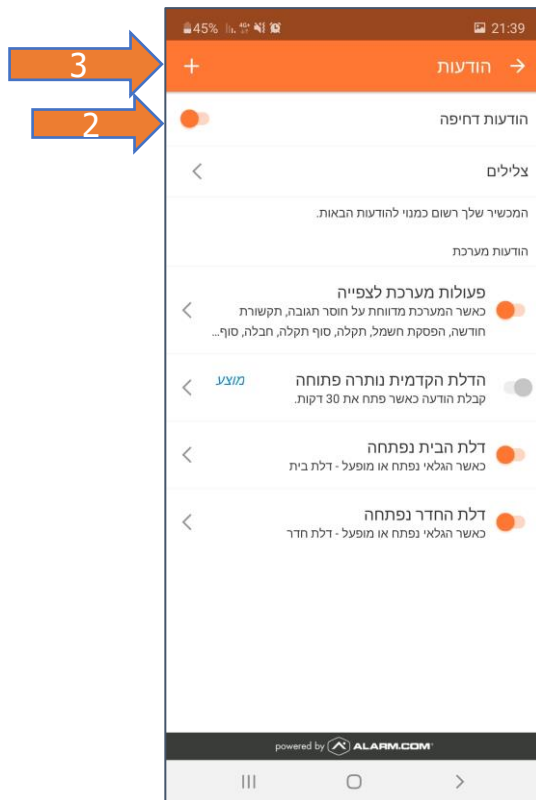 45% 4G+ 21:39
3
הודעות
2
הודעות דחיפה
צלילים
המכשיר שלך רשום כמנוי להודעות הבאות.
הודעות מערכת
פעולות מערכת לצפייה
כאשר המערכת מדווחת על חוסר תגובה, תקשורת
חודשה, הפסקת חשמל, תקלה, סוף תקלה, חבלה, סוף...
הדלת הקדמית נותרה פתוחה מוצע
קבלת הודעה כאשר פתח את 30 דקות.
דלת הבית נפתחה
כאשר הגלאי נפתח או מופעל - דלת בית
דלת החדר נפתחה
כאשר הגלאי נפתח או מופעל - דלת חדר
powered by ALARM.COM